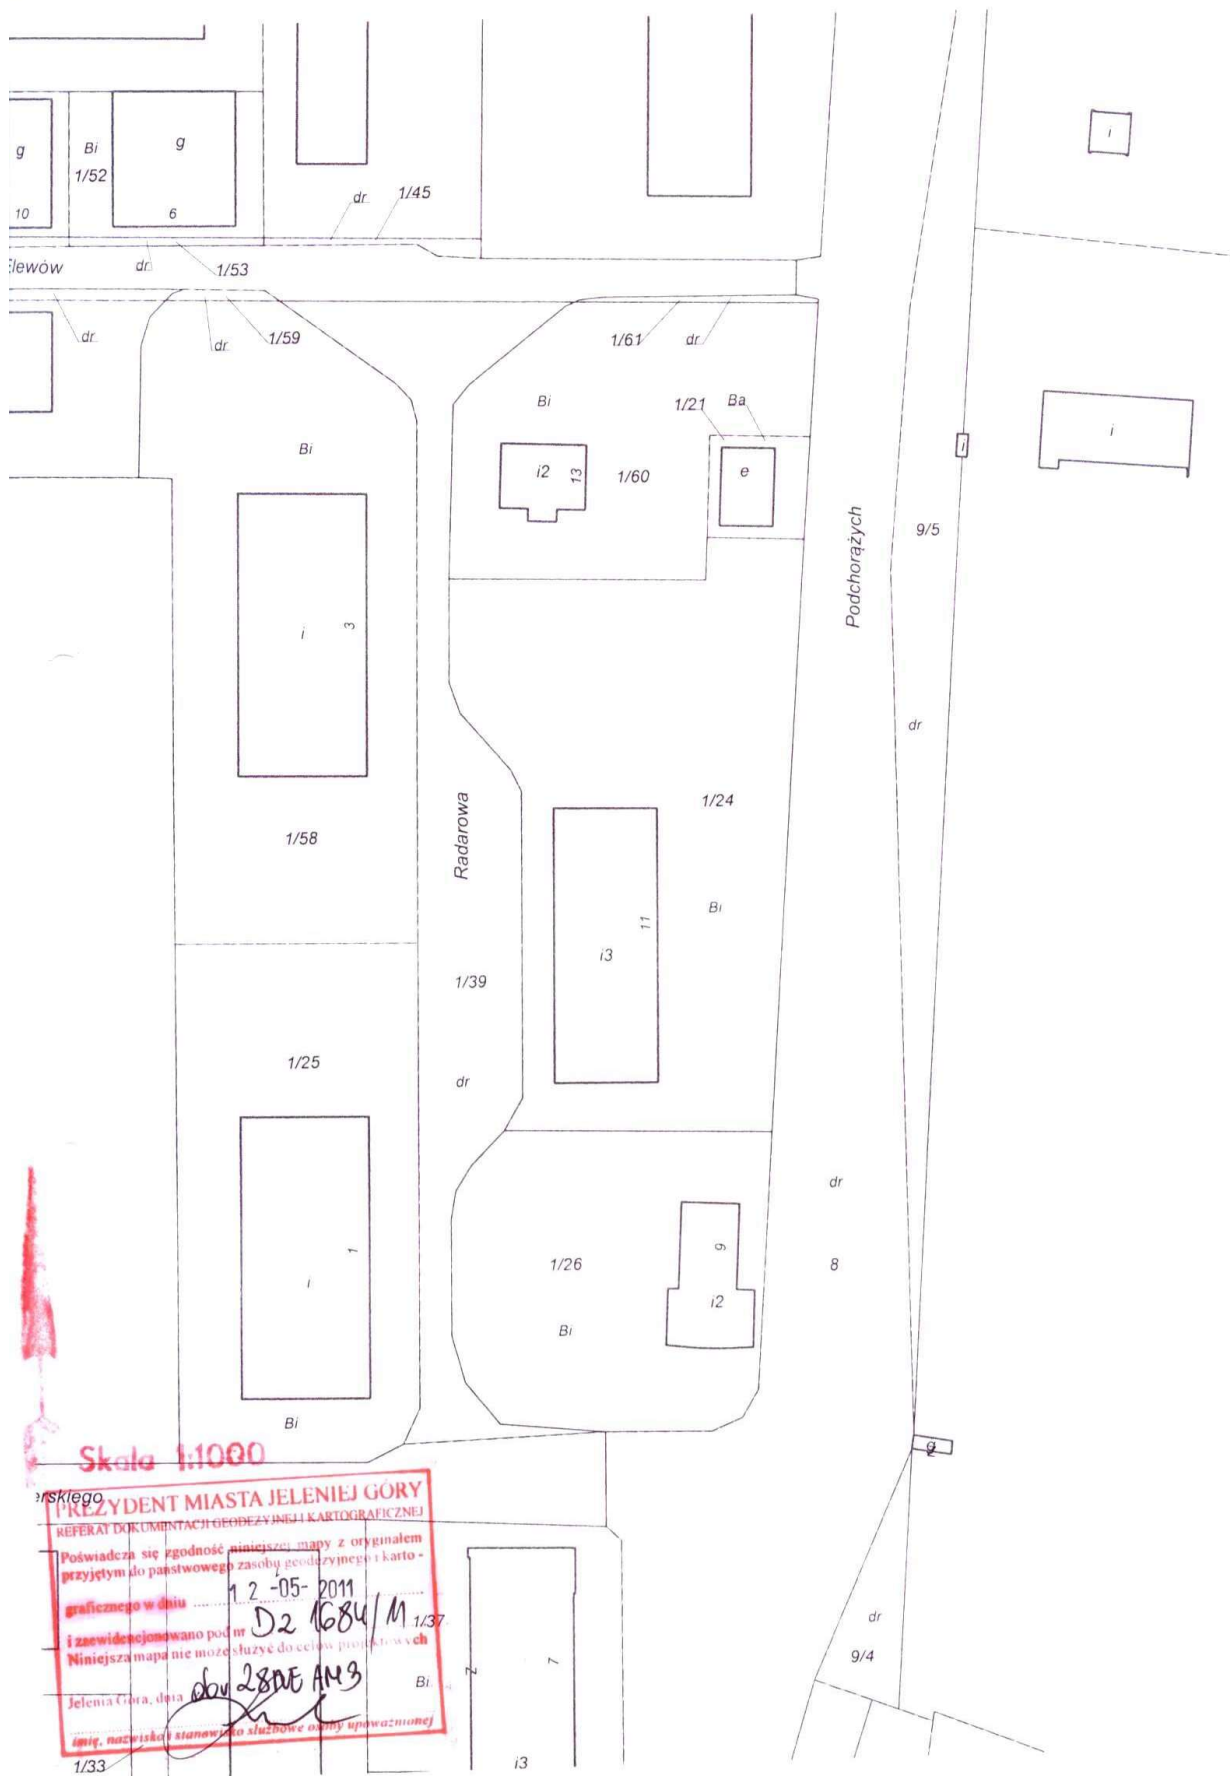 i
g
Bi
1/52
g
10
6
dr.
1/45
Elewów
dr.
1/53
dr.
dr.
1/59
1/61
dr.
Bi
1/21
Ba
Bi
i2
13
1/60
e
i
i
9/5
Podchorążych
i
3
dr
1/24
1/58
Radarowa
Bi
11
i3
1/39
1/25
dr
dr
1/26
9
8
1
i
i2
Bi
Bi
Skala 1:1000
g
erskiego
PREZYDENT MIASTA JELENIEJ GÓRY
REFERAT DOKUMENTACJI GEODEZYJNEJ I KARTOGRAFICZNEJ
Poświadcza się zgodność niniejszej mapy z oryginałem
przyjętym do państwowego zasobu geodezyjnego i karto -
graficznego w dniu 12 -05- 2011
i zaewidencjonowano pod nr
1/37
Niniejsza mapa nie może służyć do celów projektowych
dr
9/4
z
7
Bi
Jelenia Góra, dnia
imię, nazwisko i stanowisko służbowe osoby upoważnionej
1/33
i3